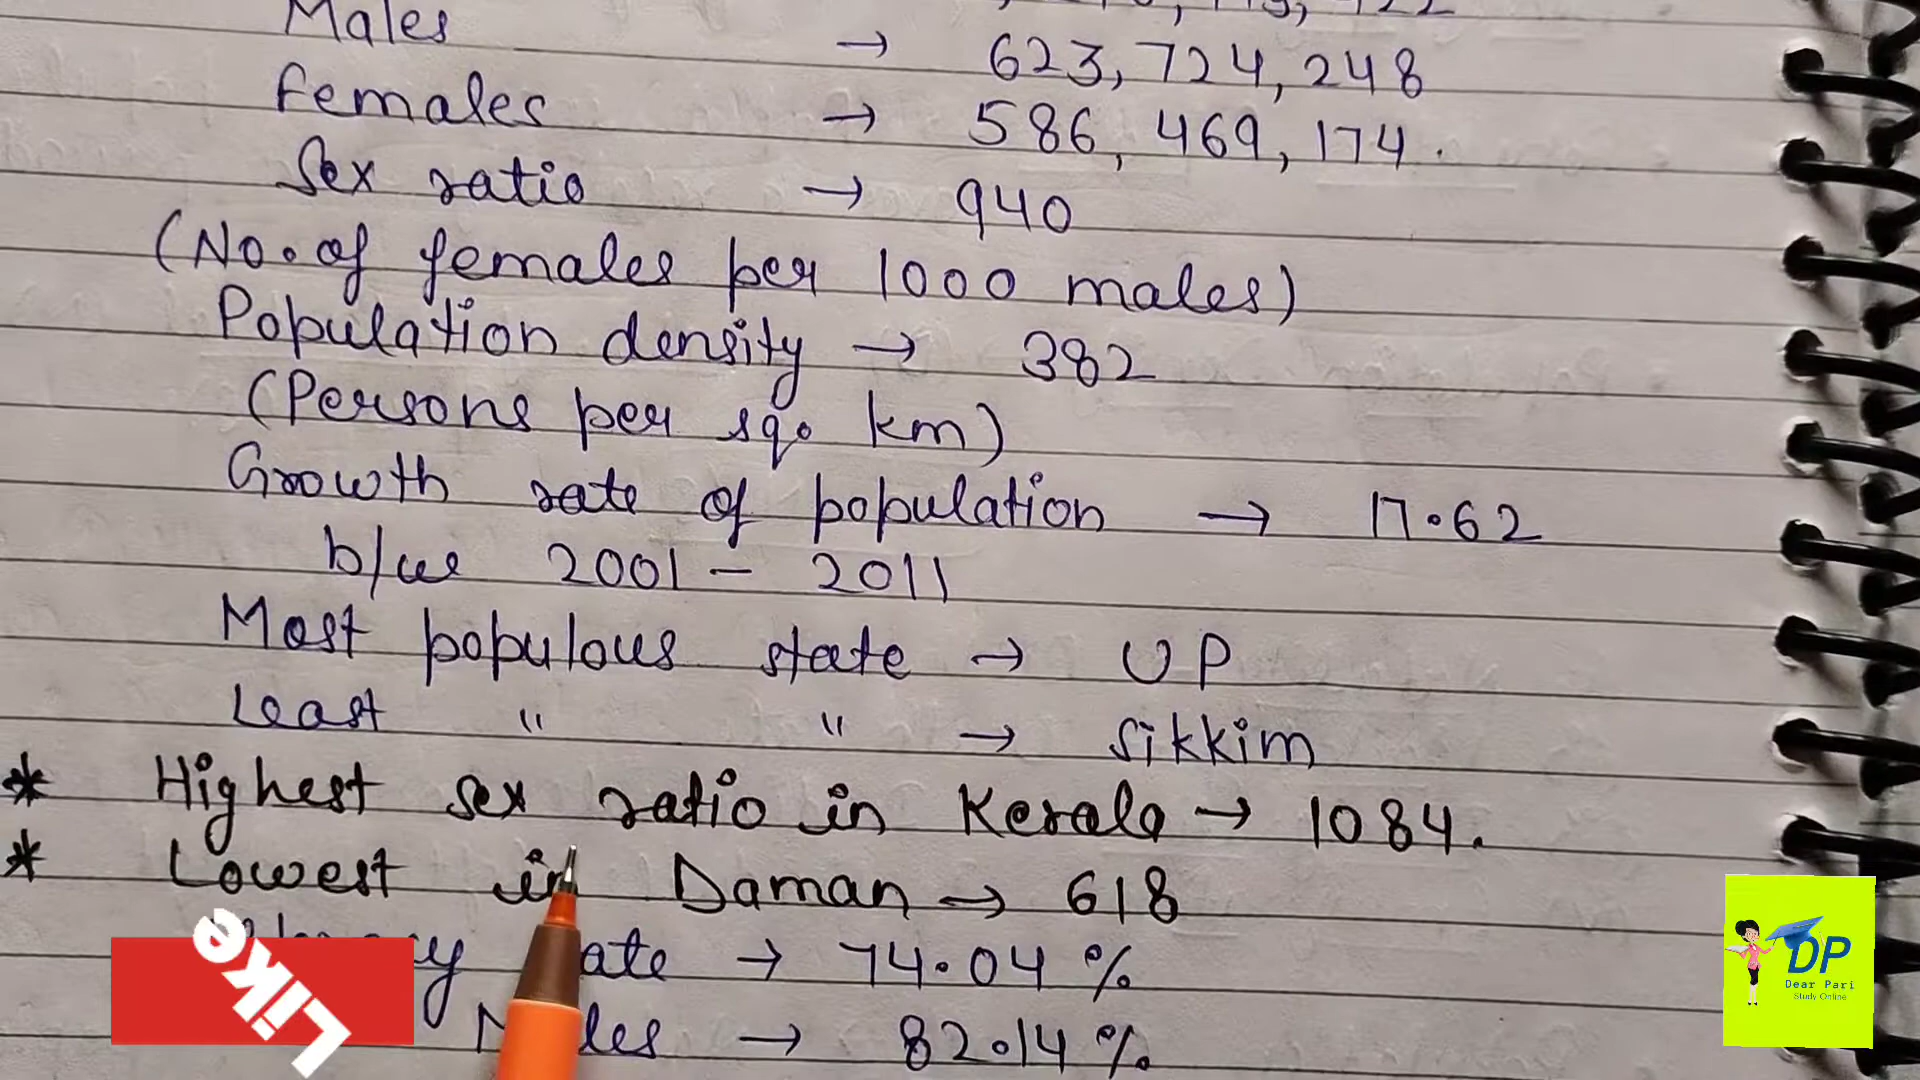 Males → 623,724,248
Females → 586,469,174.
Sex ratio → 940
(No. of females per 1000 males)
Population density → 382
(Persons per sq. km)
Growth rate of population → 17.62
b/we 2001 - 2011
Most populous state → UP
Least " " → Sikkim
* Highest sex ratio in Kerala → 1084.
* Lowest in Daman → 618
→ 74.04 %
→ 82.14 %
Like
DP
Dear Pari
Study Online